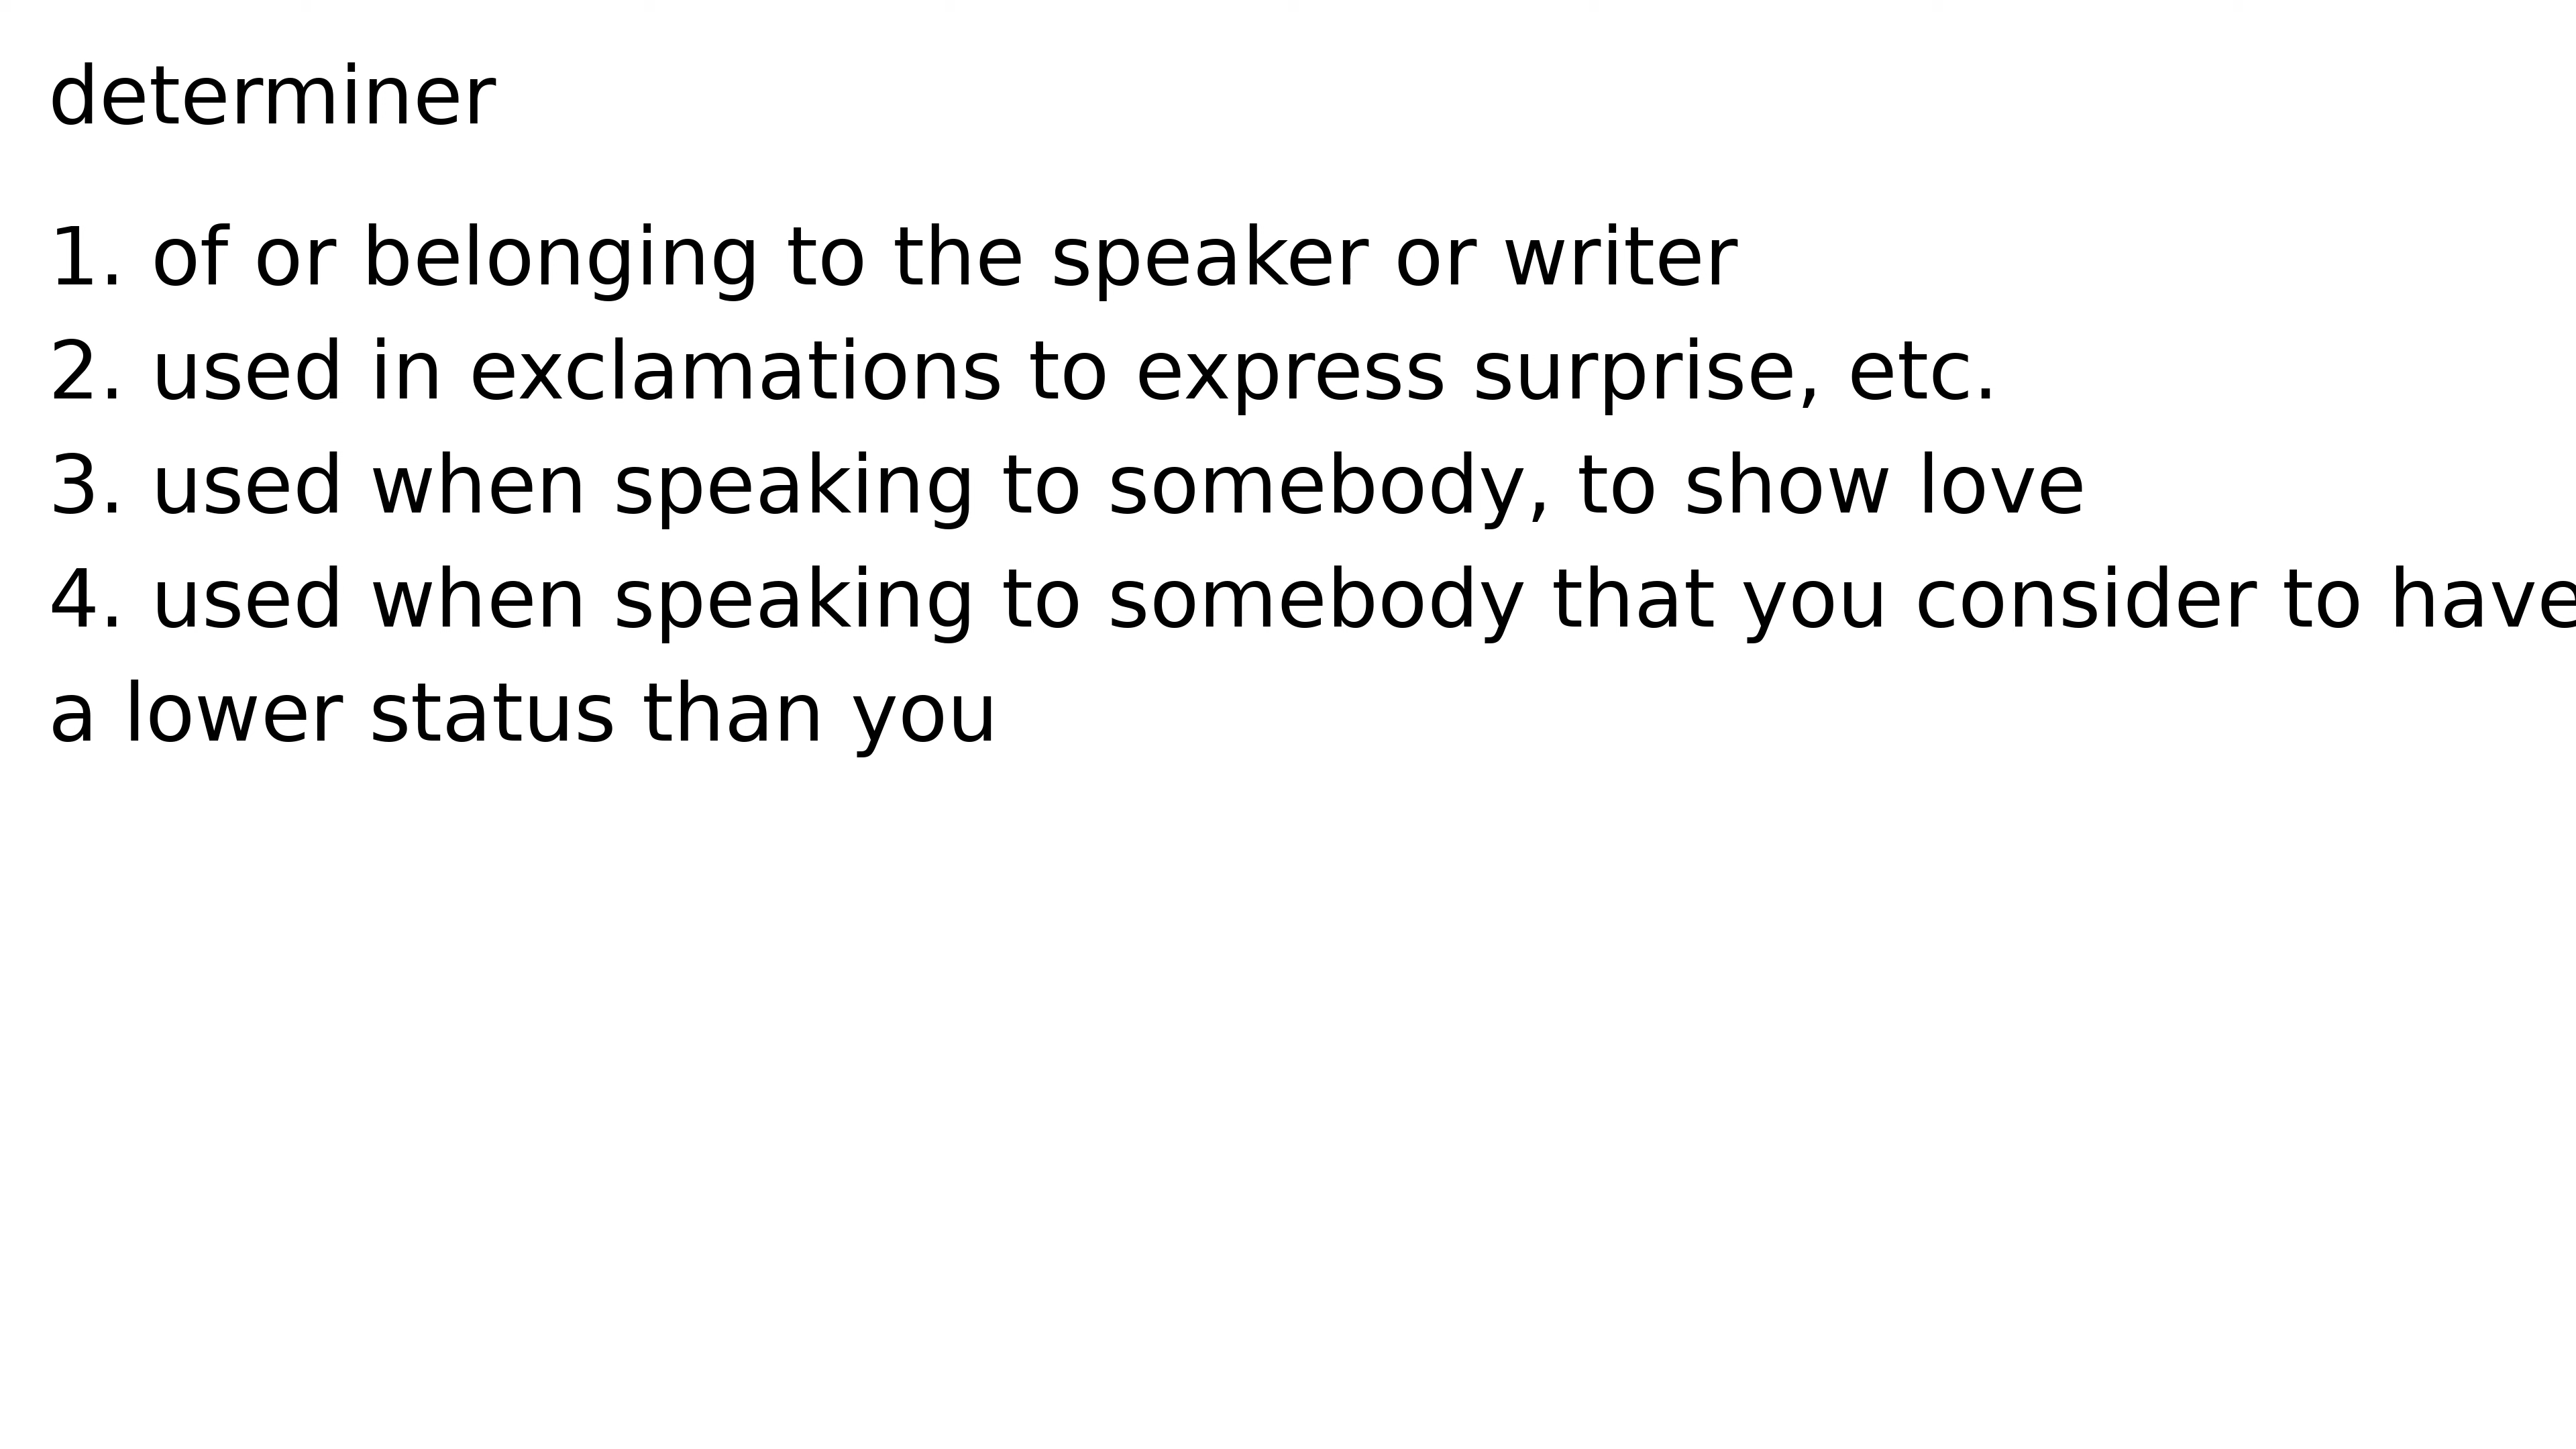 determiner
1. of or belonging to the speaker or writer
2. used in exclamations to express surprise, etc.
3. used when speaking to somebody, to show love
4. used when speaking to somebody that you consider to have
a lower status than you